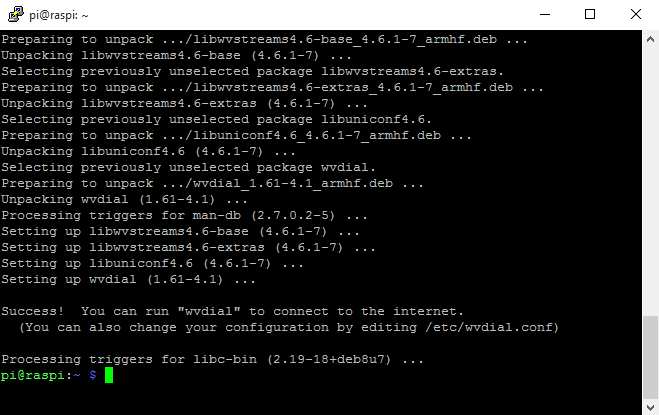 pi@raspi: ~
Preparing to unpack .../libwvstreams4.6-base_4.6.1-7_armhf.deb ...
Unpacking libwvstreams4.6-base (4.6.1-7) ...
Selecting previously unselected package libwvstreams4.6-extras.
Preparing to unpack .../libwvstreams4.6-extras_4.6.1-7_armhf.deb ...
Unpacking libwvstreams4.6-extras (4.6.1-7) ...
Selecting previously unselected package libuniconf4.6.
Preparing to unpack .../libuniconf4.6_4.6.1-7_armhf.deb ...
Unpacking libuniconf4.6 (4.6.1-7) ...
Selecting previously unselected package wvdial.
Preparing to unpack .../wvdial_1.61-4.1_armhf.deb ...
Unpacking wvdial (1.61-4.1) ...
Processing triggers for man-db (2.7.0.2-5) ...
Setting up libwvstreams4.6-base (4.6.1-7) ...
Setting up libwvstreams4.6-extras (4.6.1-7) ...
Setting up libuniconf4.6 (4.6.1-7) ...
Setting up wvdial (1.61-4.1) ...
Success!  You can run "wvdial" to connect to the internet.
  (You can also change your configuration by editing /etc/wvdial.conf)
Processing triggers for libc-bin (2.19-18+deb8u7) ...
pi@raspi:~ $